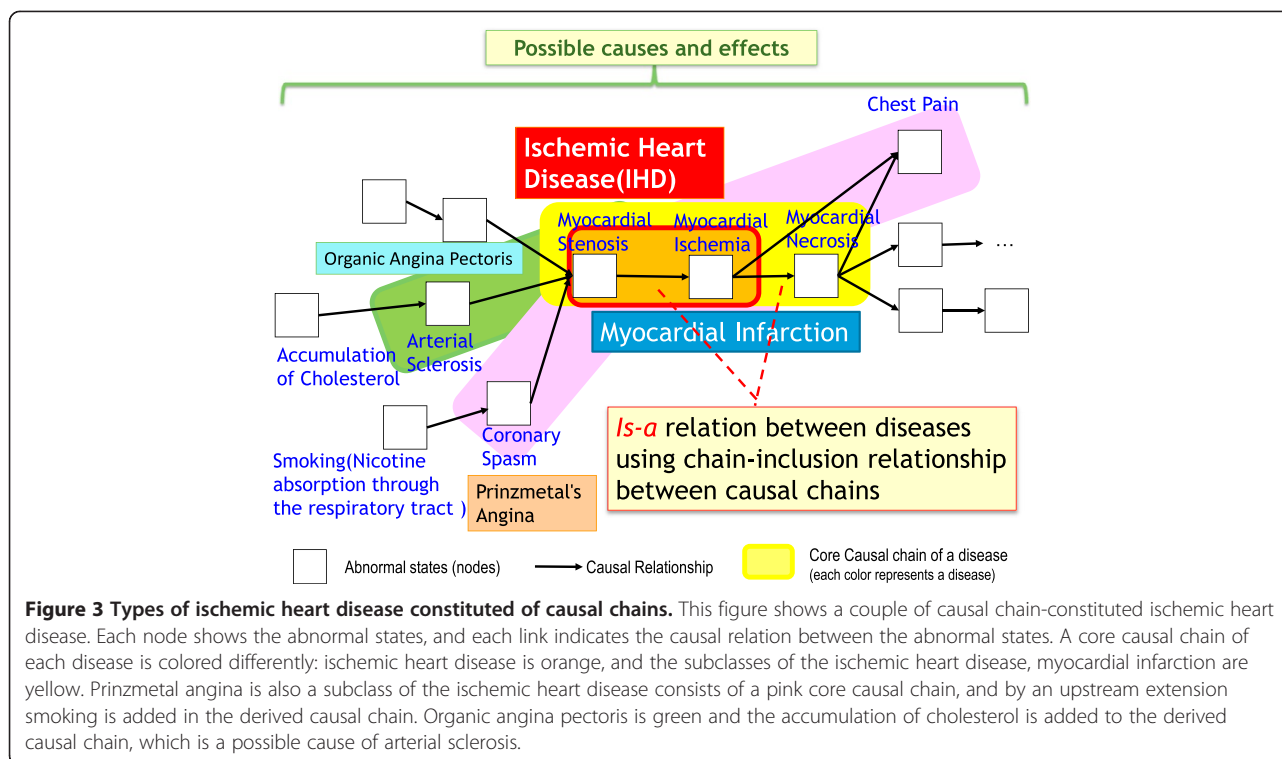 Possible causes and effects
Chest Pain
Ischemic Heart
Disease(IHD)
Myocardial
Stenosis
Myocardial
Ischemia
Myocardial
Necrosis
Organic Angina Pectoris
...
Myocardial Infarction
Accumulation
of Cholesterol
Arterial
Sclerosis
Smoking(Nicotine
absorption through
the respiratory tract )
Coronary
Spasm
Prinzmetal's
Angina
Is-a relation between diseases
using chain-inclusion relationship
between causal chains
Abnormal states (nodes)
Causal Relationship
Core Causal chain of a disease
(each color represents a disease)
Figure 3 Types of ischemic heart disease constituted of causal chains. This figure shows a couple of causal chain-constituted ischemic heart
disease. Each node shows the abnormal states, and each link indicates the causal relation between the abnormal states. A core causal chain of
each disease is colored differently: ischemic heart disease is orange, and the subclasses of the ischemic heart disease, myocardial infarction are
yellow. Prinzmetal angina is also a subclass of the ischemic heart disease consists of a pink core causal chain, and by an upstream extension
smoking is added in the derived causal chain. Organic angina pectoris is green and the accumulation of cholesterol is added to the derived
causal chain, which is a possible cause of arterial sclerosis.